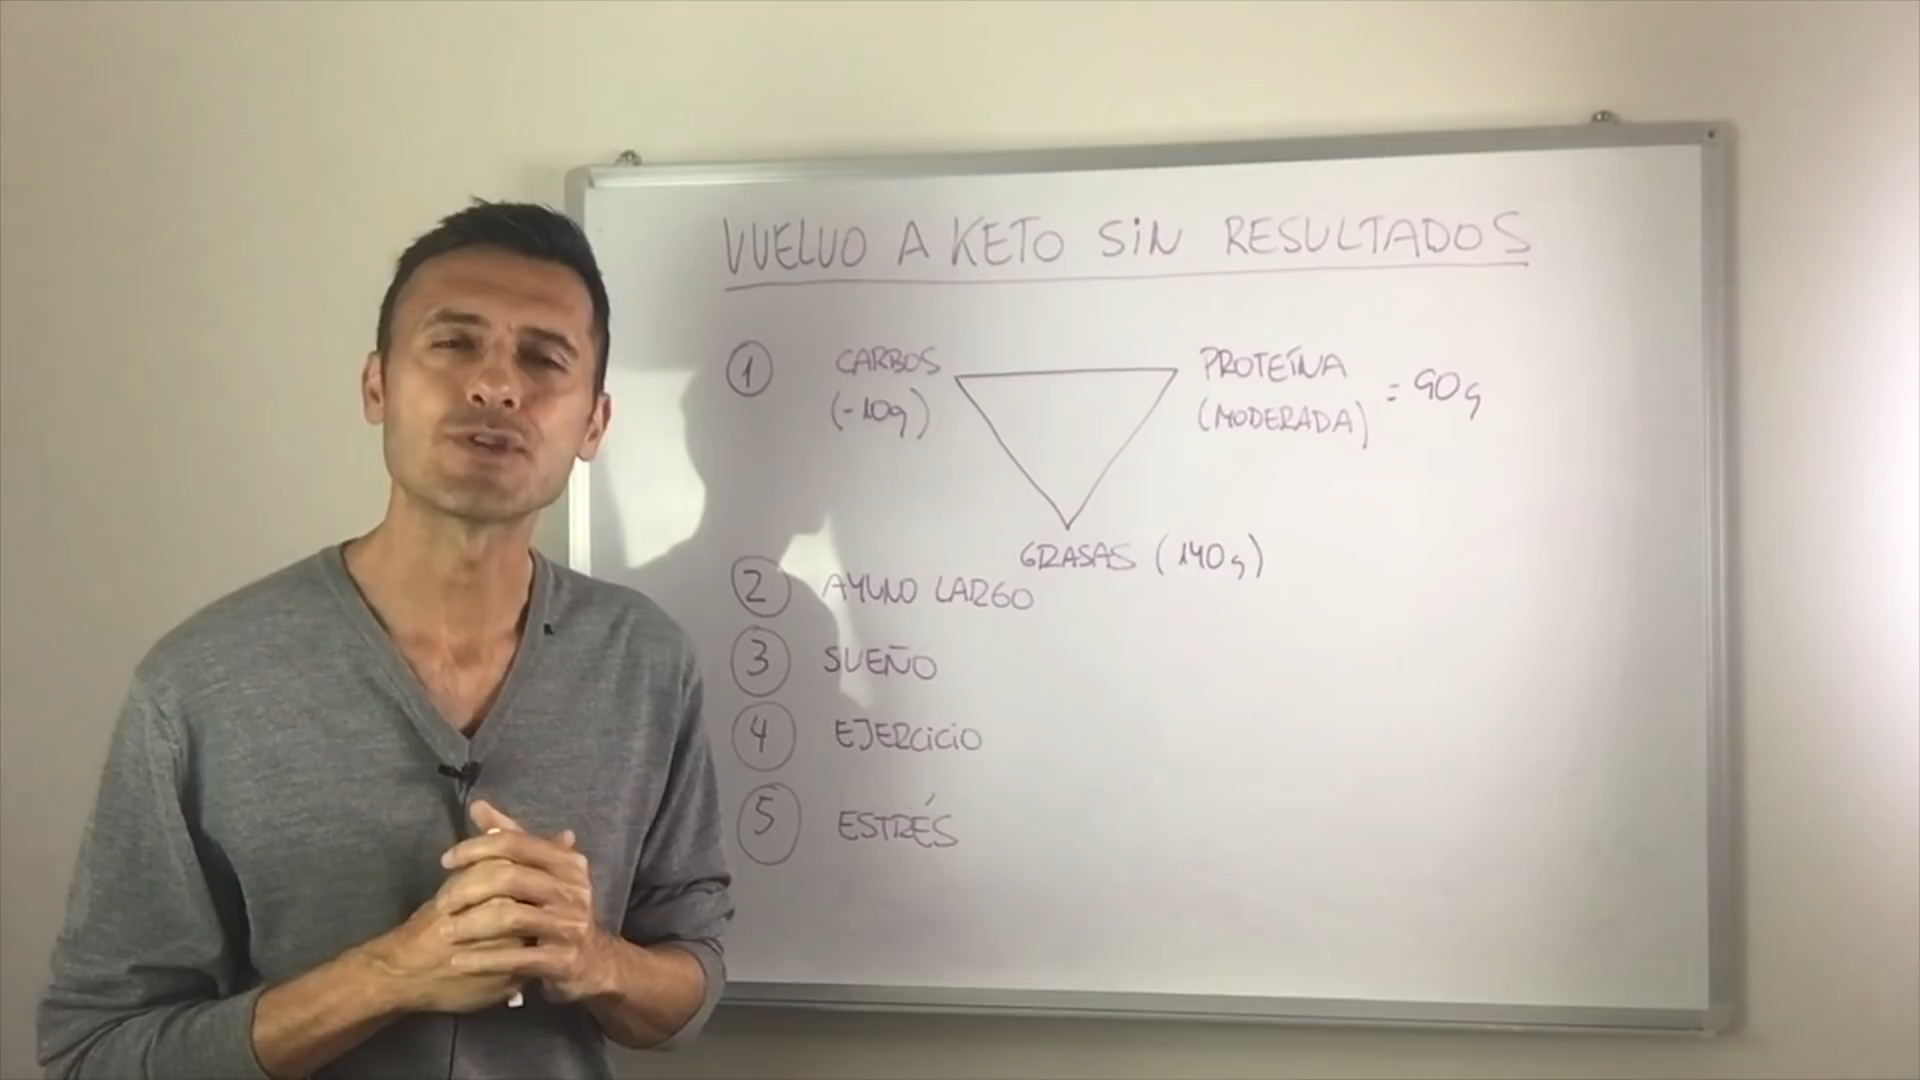 VUELVO A KETO SIN RESULTADOS
1 CARBOS PROTEÍNA
(-10g) (MODERADA) = 90g
GRASAS (140g)
2 AYUNO LARGO
3 SUEÑO
4 EJERCICIO
5 ESTRÉS